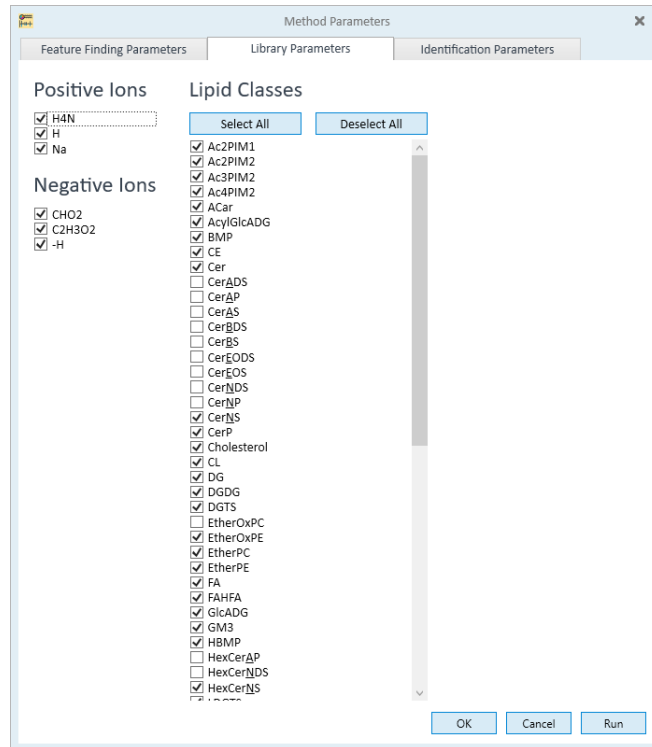 Method Parameters
Feature Finding Parameters
Library Parameters
Identification Parameters
Positive Ions
H4N
H
Na
Negative Ions
CHO2
C2H3O2
-H
Lipid Classes
Select All
Deselect All
Ac2PIM1
Ac2PIM2
Ac3PIM2
Ac4PIM2
ACar
AcylGlcADG
BMP
CE
Cer
CerADS
CerAP
CerAS
CerBDS
CerBS
CerEODS
CerEOS
CerNDS
CerNP
CerNS
CerP
Cholesterol
CL
DG
DGDG
DGTS
EtherOxPC
EtherOxPE
EtherPC
EtherPE
FA
FAHFA
GlcADG
GM3
HBMP
HexCerAP
HexCerNDS
HexCerNS
OK
Cancel
Run